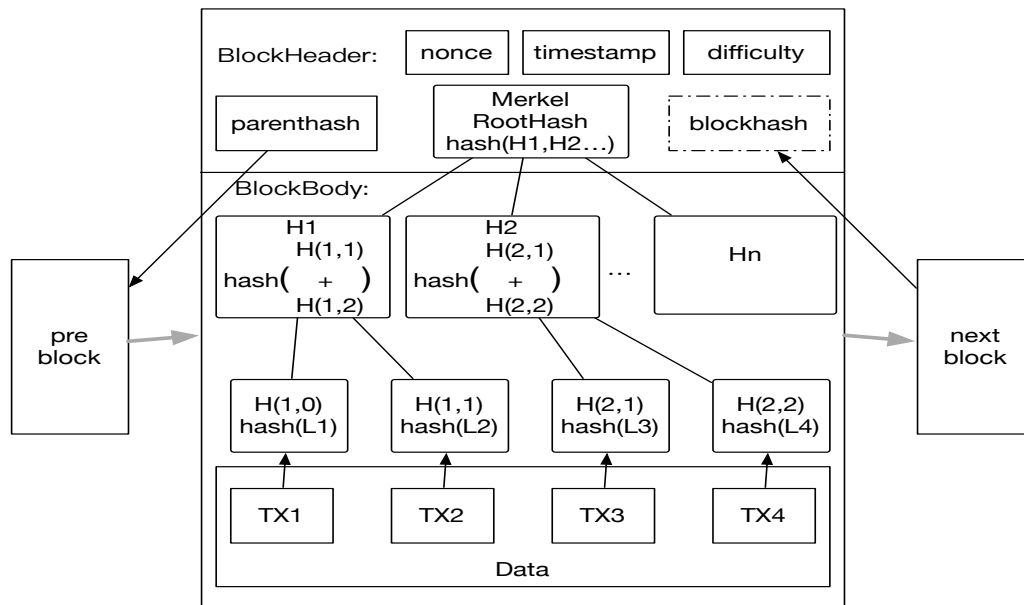 BlockHeader:
nonce
timestamp
difficulty
parenthash
Merkel
RootHash
hash(H1,H2...)
blockhash
BlockBody:
H1
H(1,1)
hash( + )
H(1,2)
H2
H(2,1)
hash( + )
H(2,2)
...
Hn
pre
block
next
block
H(1,0)
hash(L1)
H(1,1)
hash(L2)
H(2,1)
hash(L3)
H(2,2)
hash(L4)
TX1
TX2
TX3
TX4
Data